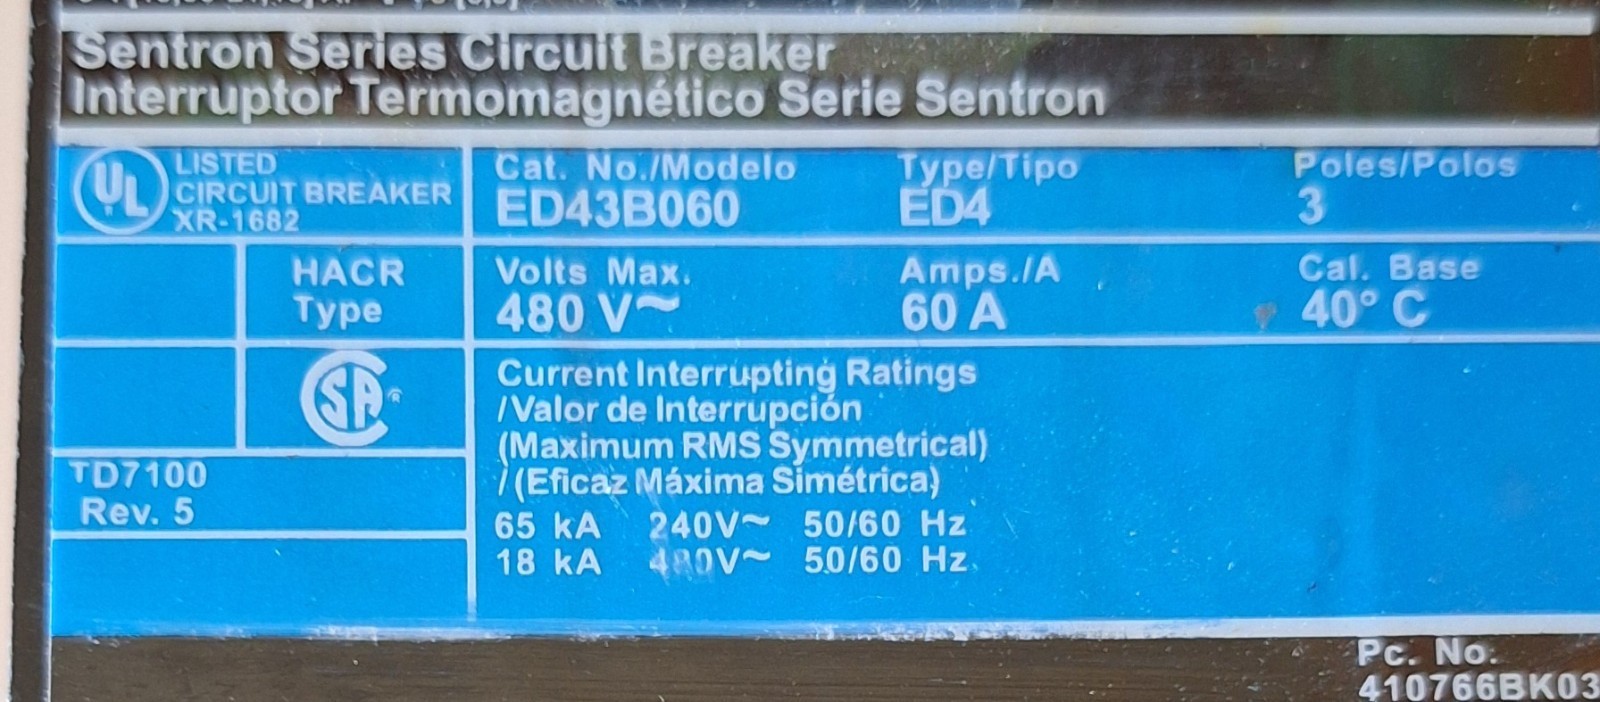 Sentron Series Circuit Breaker
Interruptor Termomagnético Serie Sentron
UL LISTED
CIRCUIT BREAKER
XR-1682
Cat. No./Modelo
ED43B060
Type/Tipo
ED4
Poles/Polos
3
HACR
Type
Volts Max.
480 V~
Amps./A
60 A
Cal. Base
40° C
CSA®
TD7100
Rev. 5
Current Interrupting Ratings
/Valor de Interrupción
(Maximum RMS Symmetrical)
/(Eficaz Máxima Simétrica)
65 kA 240V~ 50/60 Hz
18 kA 480V~ 50/60 Hz
Pc. No.
410766BK03